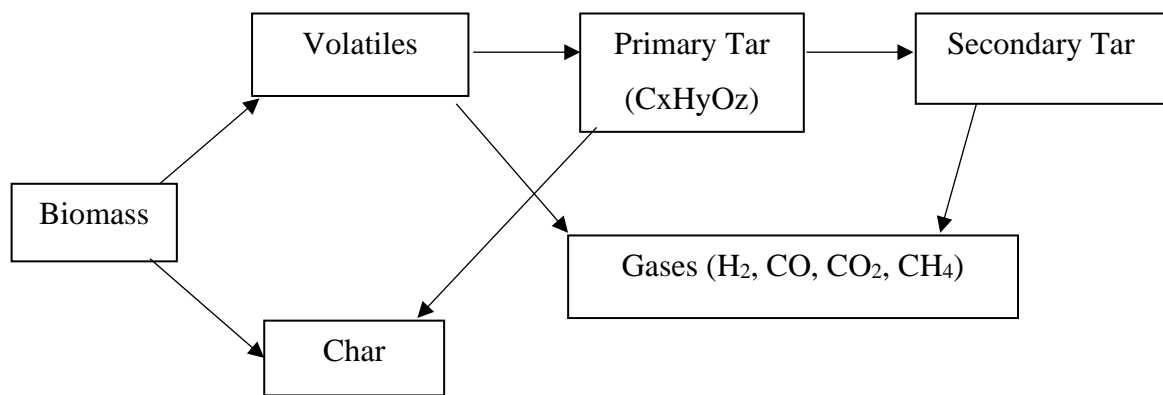 Volatiles
Primary Tar
(CxHyOz)
Secondary Tar
Biomass
Gases (H₂, CO, CO₂, CH₄)
Char